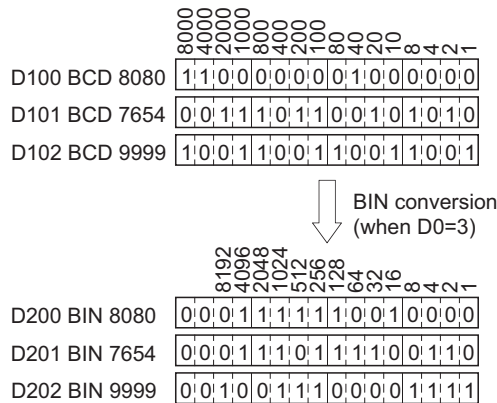 8000 4000 2000 1000 800 400 200 100 80 40 20 10 8 4 2 1
D100 BCD 8080 1 1 0 0 0 0 0 0 0 1 0 0 0 0 0 0
D101 BCD 7654 0 0 1 1 1 0 1 1 0 0 1 0 1 0 1 0
D102 BCD 9999 1 0 0 1 1 0 0 1 1 0 0 1 1 0 0 1
BIN conversion
(when D0=3)
8192 4096 2048 1024 512 256 128 64 32 16 8 4 2 1
D200 BIN 8080 0 0 0 1 1 1 1 1 1 0 0 1 0 0 0 0
D201 BIN 7654 0 0 0 1 1 1 0 1 1 1 1 0 0 1 1 0
D202 BIN 9999 0 0 1 0 0 1 1 1 0 0 0 0 1 1 1 1